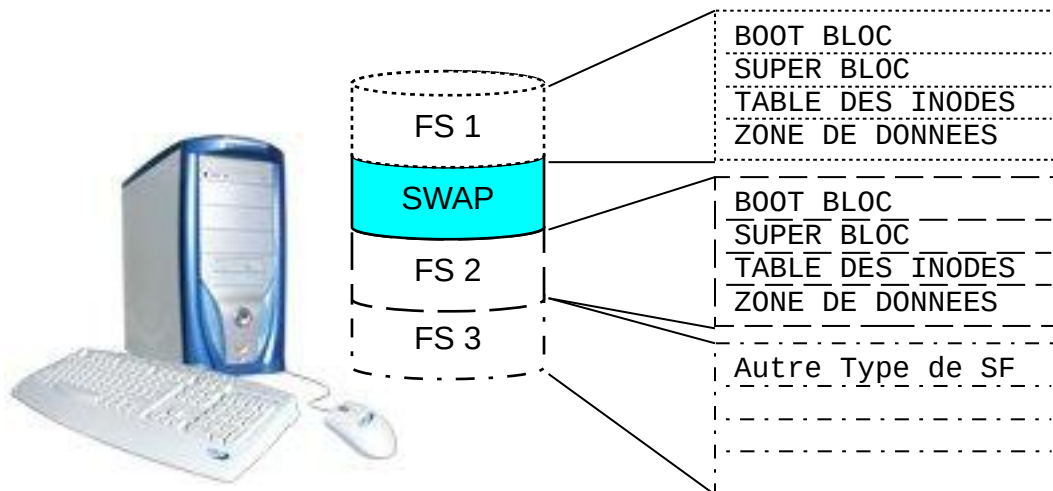 FS 1
SWAP
FS 2
FS 3
BOOT BLOC
SUPER BLOC
TABLE DES INODES
ZONE DE DONNEES
BOOT BLOC
SUPER BLOC
TABLE DES INODES
ZONE DE DONNEES
Autre Type de SF